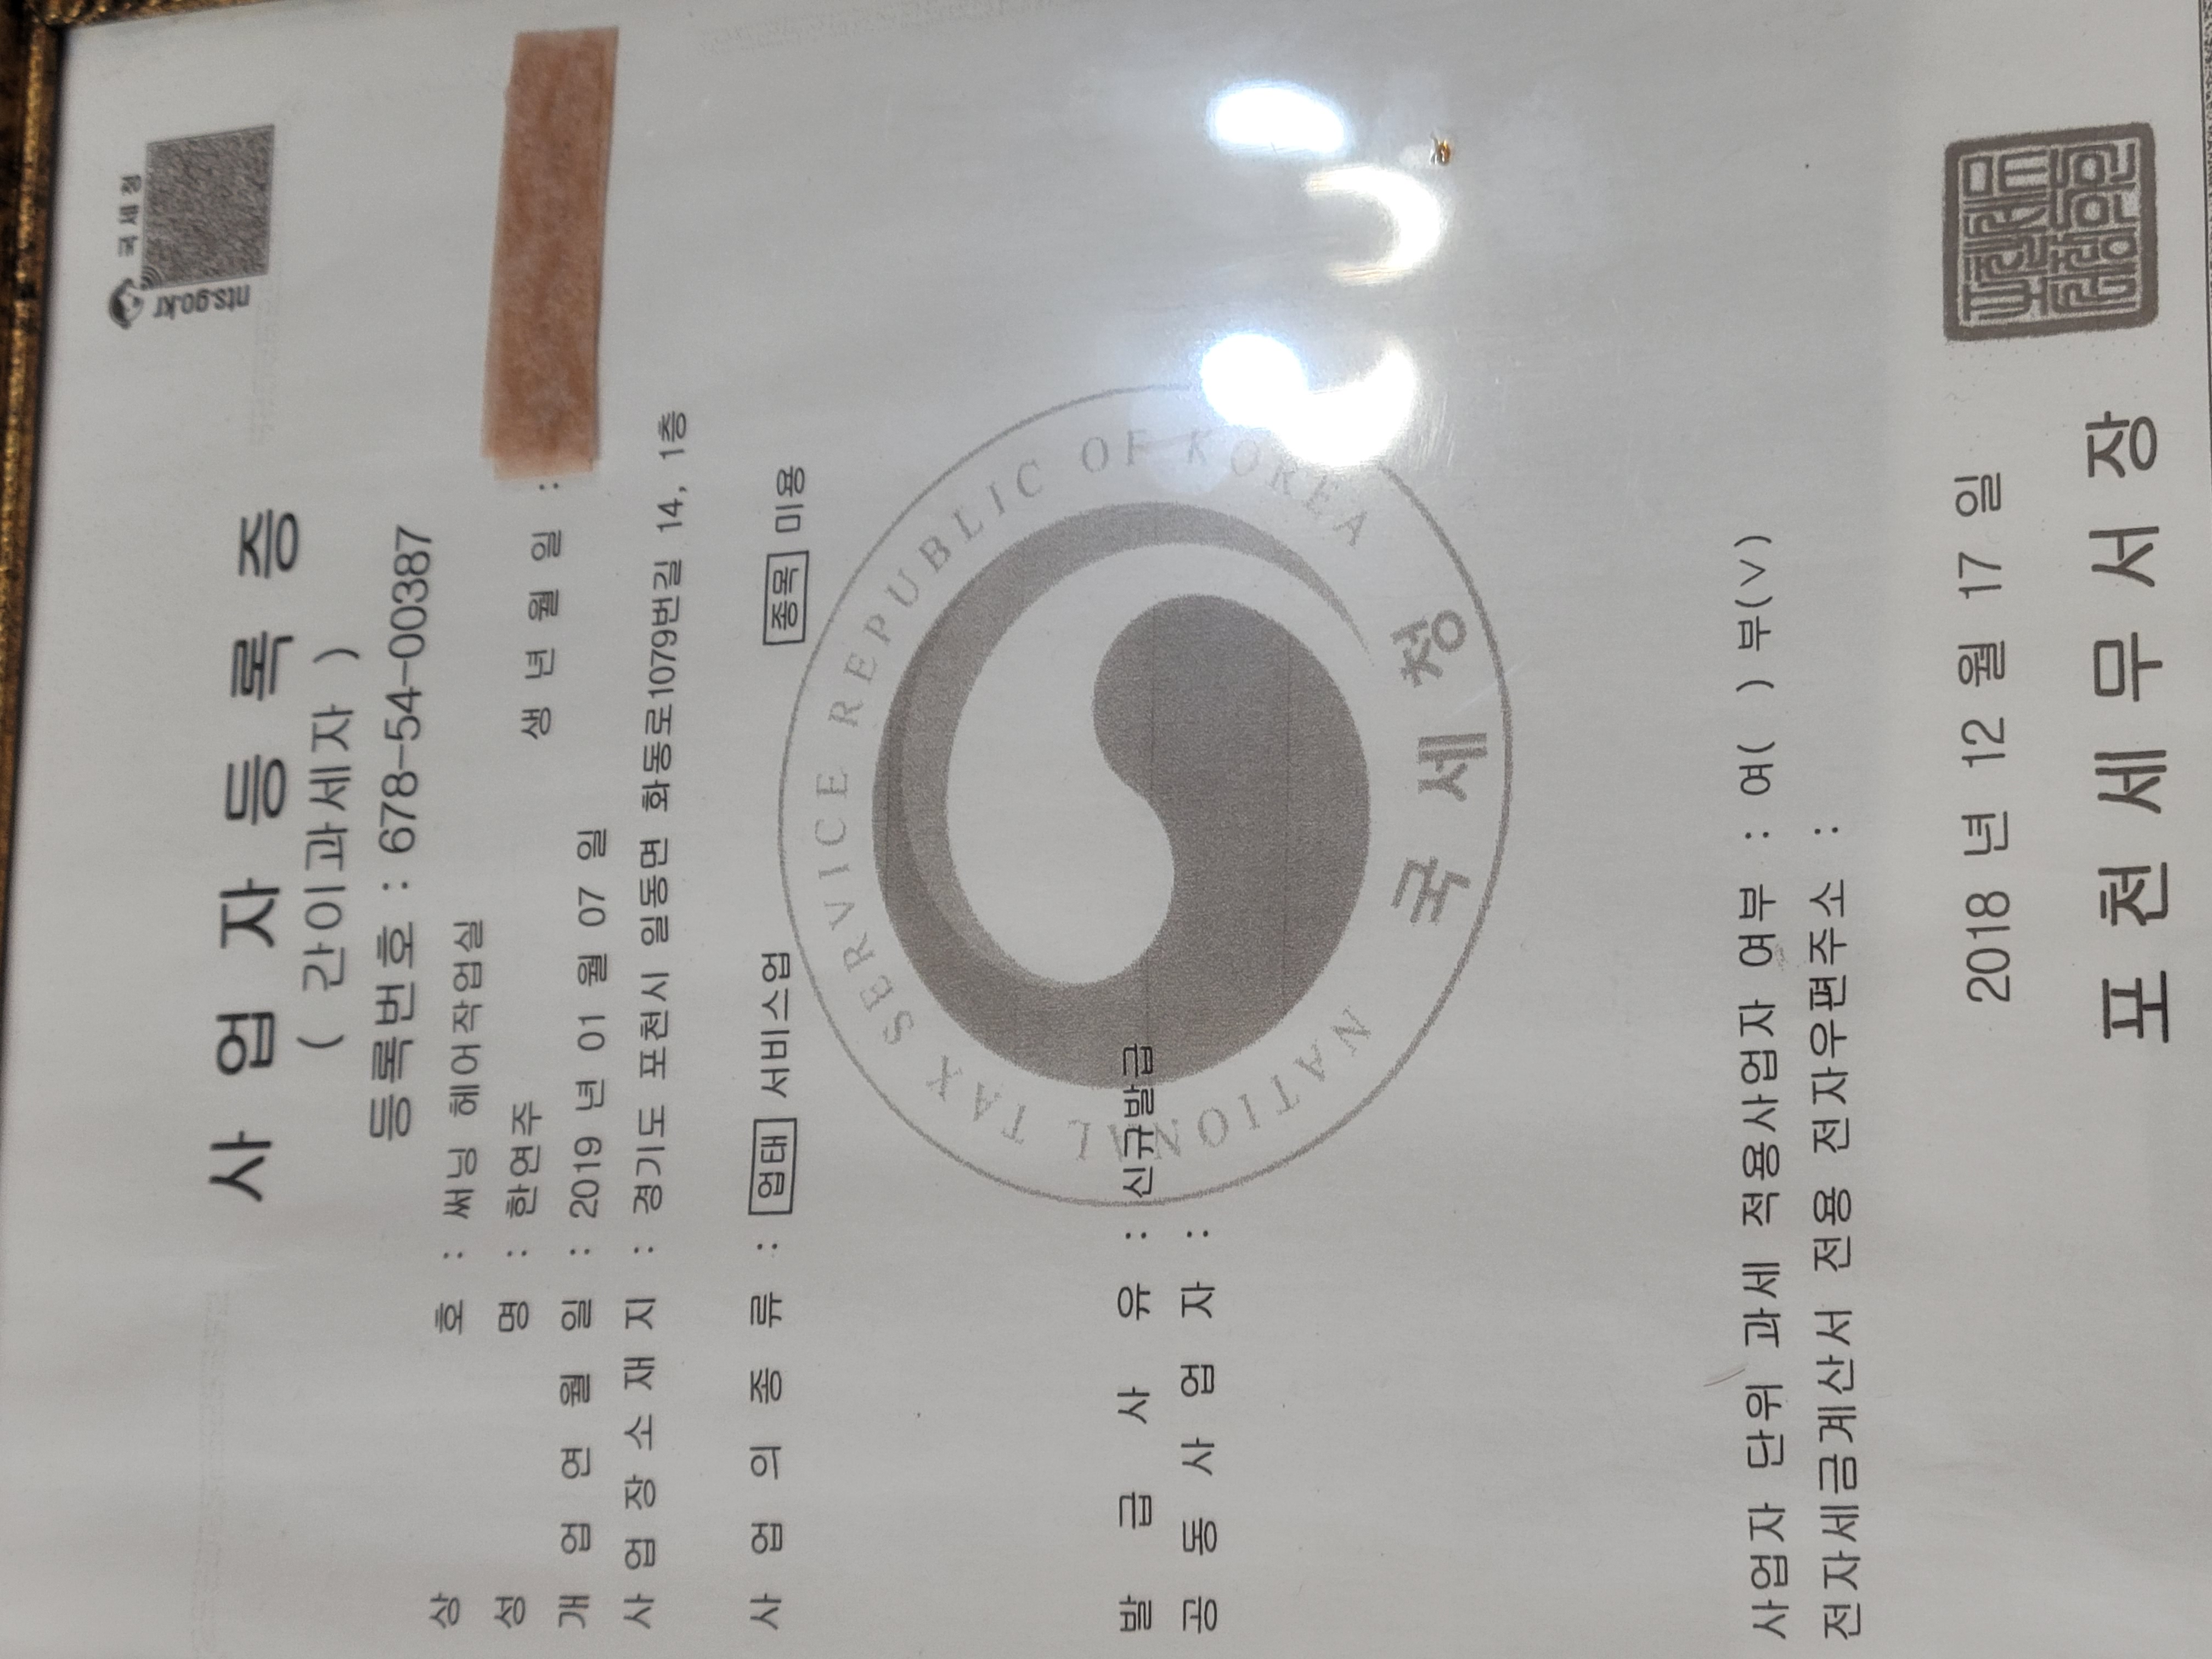 국세청
nts.go.kr
사업자등록증
( 간이과세자 )
등록번호 : 678-54-00387
상 호 : 써닝 헤어작업실
성 명 : 한연주 생 년 월 일 :
개 업 연 월 일 : 2019 년 01 월 07 일
사 업 장 소 재 지 : 경기도 포천시 일동면 화동로1079번길 14, 1층
사 업 의 종 류 : 업태 서비스업 종목 미용
NATIONAL TAX SERVICE REPUBLIC OF KOREA
국세청
발 급 사 유 : 신규발급
공 동 사 업 자 :
사업자 단위 과세 적용사업자 여부 : 여( ) 부(v)
전자세금계산서 전용 전자우편주소 :
2018 년 12 월 17 일
포 천 세 무 서 장